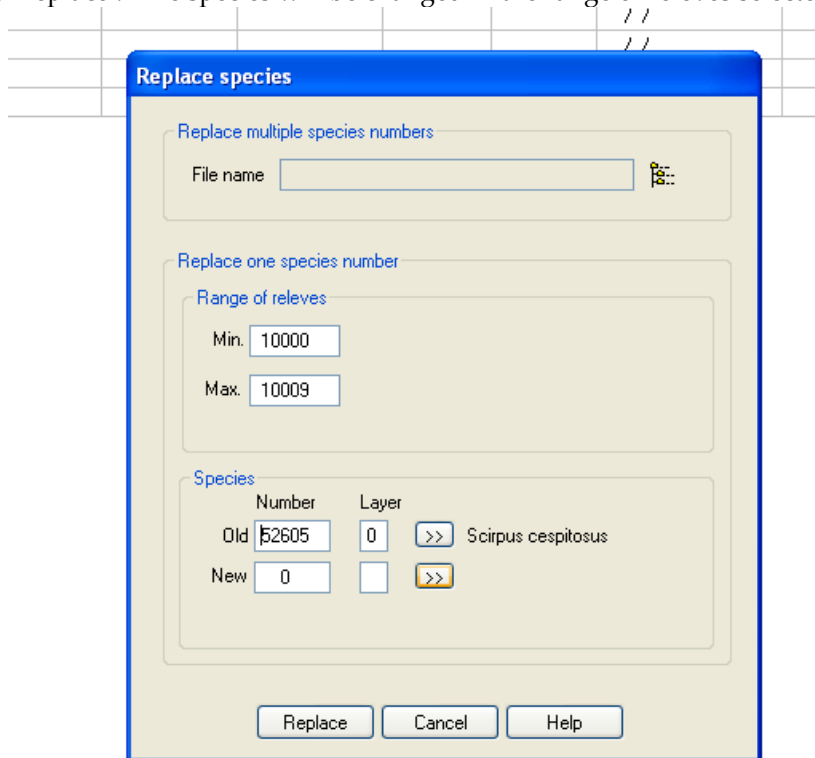 / /
/ /
Replace species
Replace multiple species numbers
File name
Replace one species number
Range of releves
Min. 10000
Max. 10009
Species
Number Layer
Old 52605 0 >> Scirpus cespitosus
New 0 >>
Replace Cancel Help